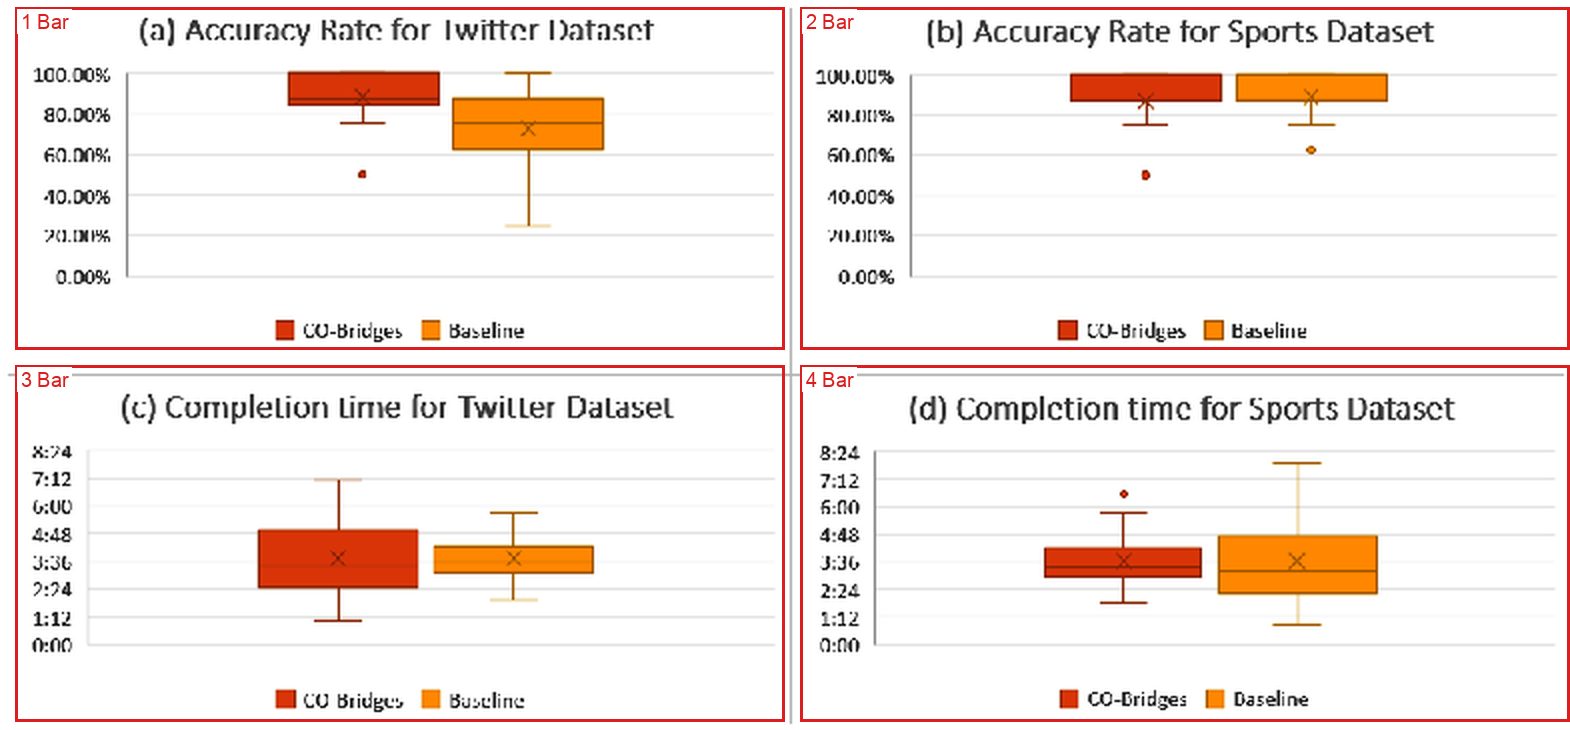 1 Bar
(a) Accuracy Rate for Twitter Dataset
100.00%
80.00%
60.00%
40.00%
20.00%
0.00%
CO-Bridges Baseline
2 Bar
(b) Accuracy Rate for Sports Dataset
100.00%
80.00%
60.00%
40.00%
20.00%
0.00%
CO-Bridges Baseline
3 Bar
(c) Completion time for Twitter Dataset
8:24
7:12
6:00
4:48
3:36
2:24
1:12
0:00
CO-Bridges Baseline
4 Bar
(d) Completion time for Sports Dataset
8:24
7:12
6:00
4:48
3:36
2:24
1:12
0:00
CO-Bridges Baseline